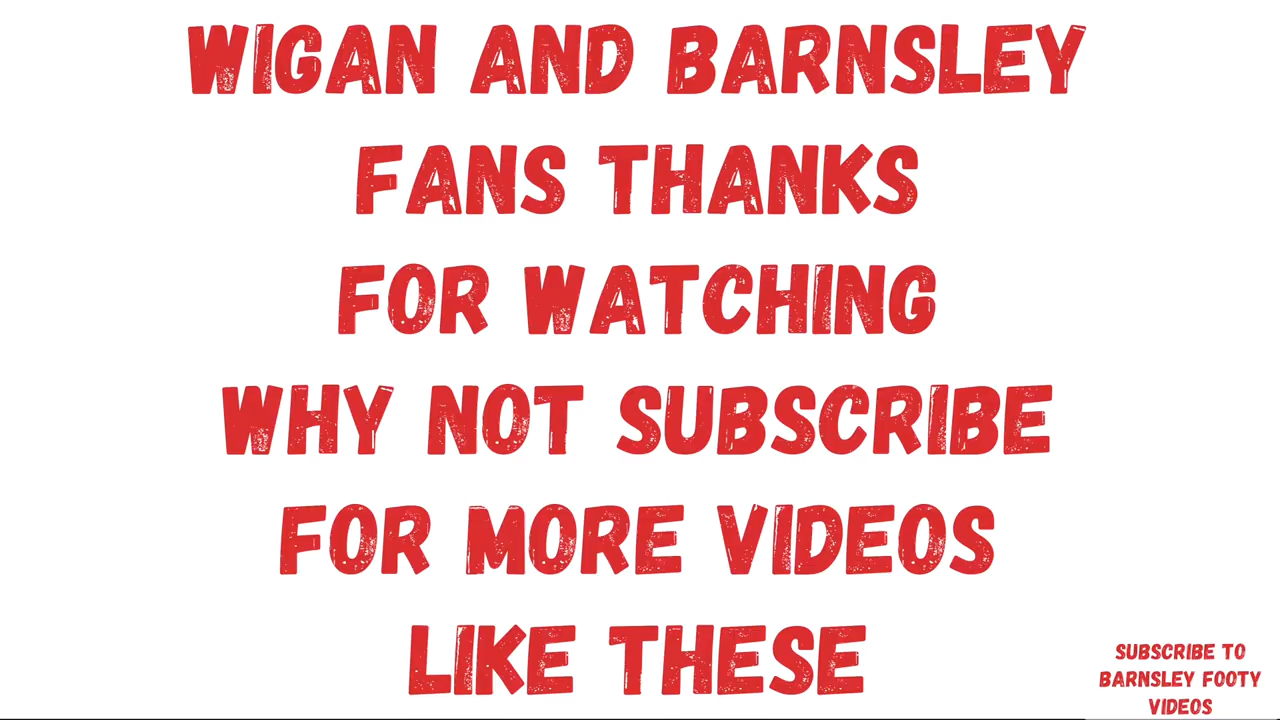 WIGAN AND BARNSLEY
FANS THANKS
FOR WATCHING
WHY NOT SUBSCRIBE
FOR MORE VIDEOS
LIKE THESE
SUBSCRIBE TO
BARNSLEY FOOTY
VIDEOS